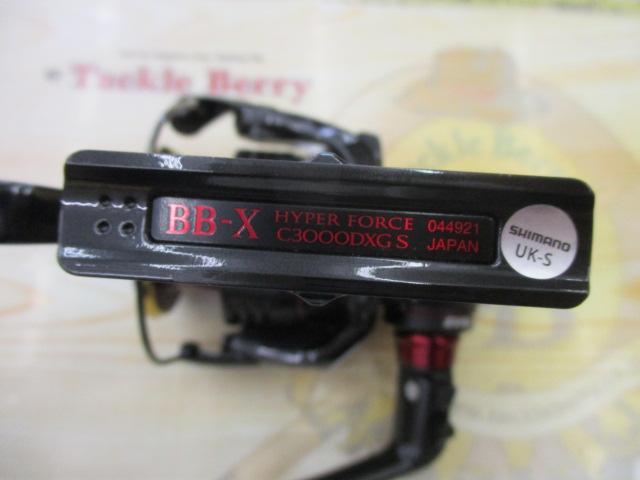 Tackle Berry
BB-X HYPER FORCE 044921
C3000DXG S JAPAN
SHIMANO
UK-S